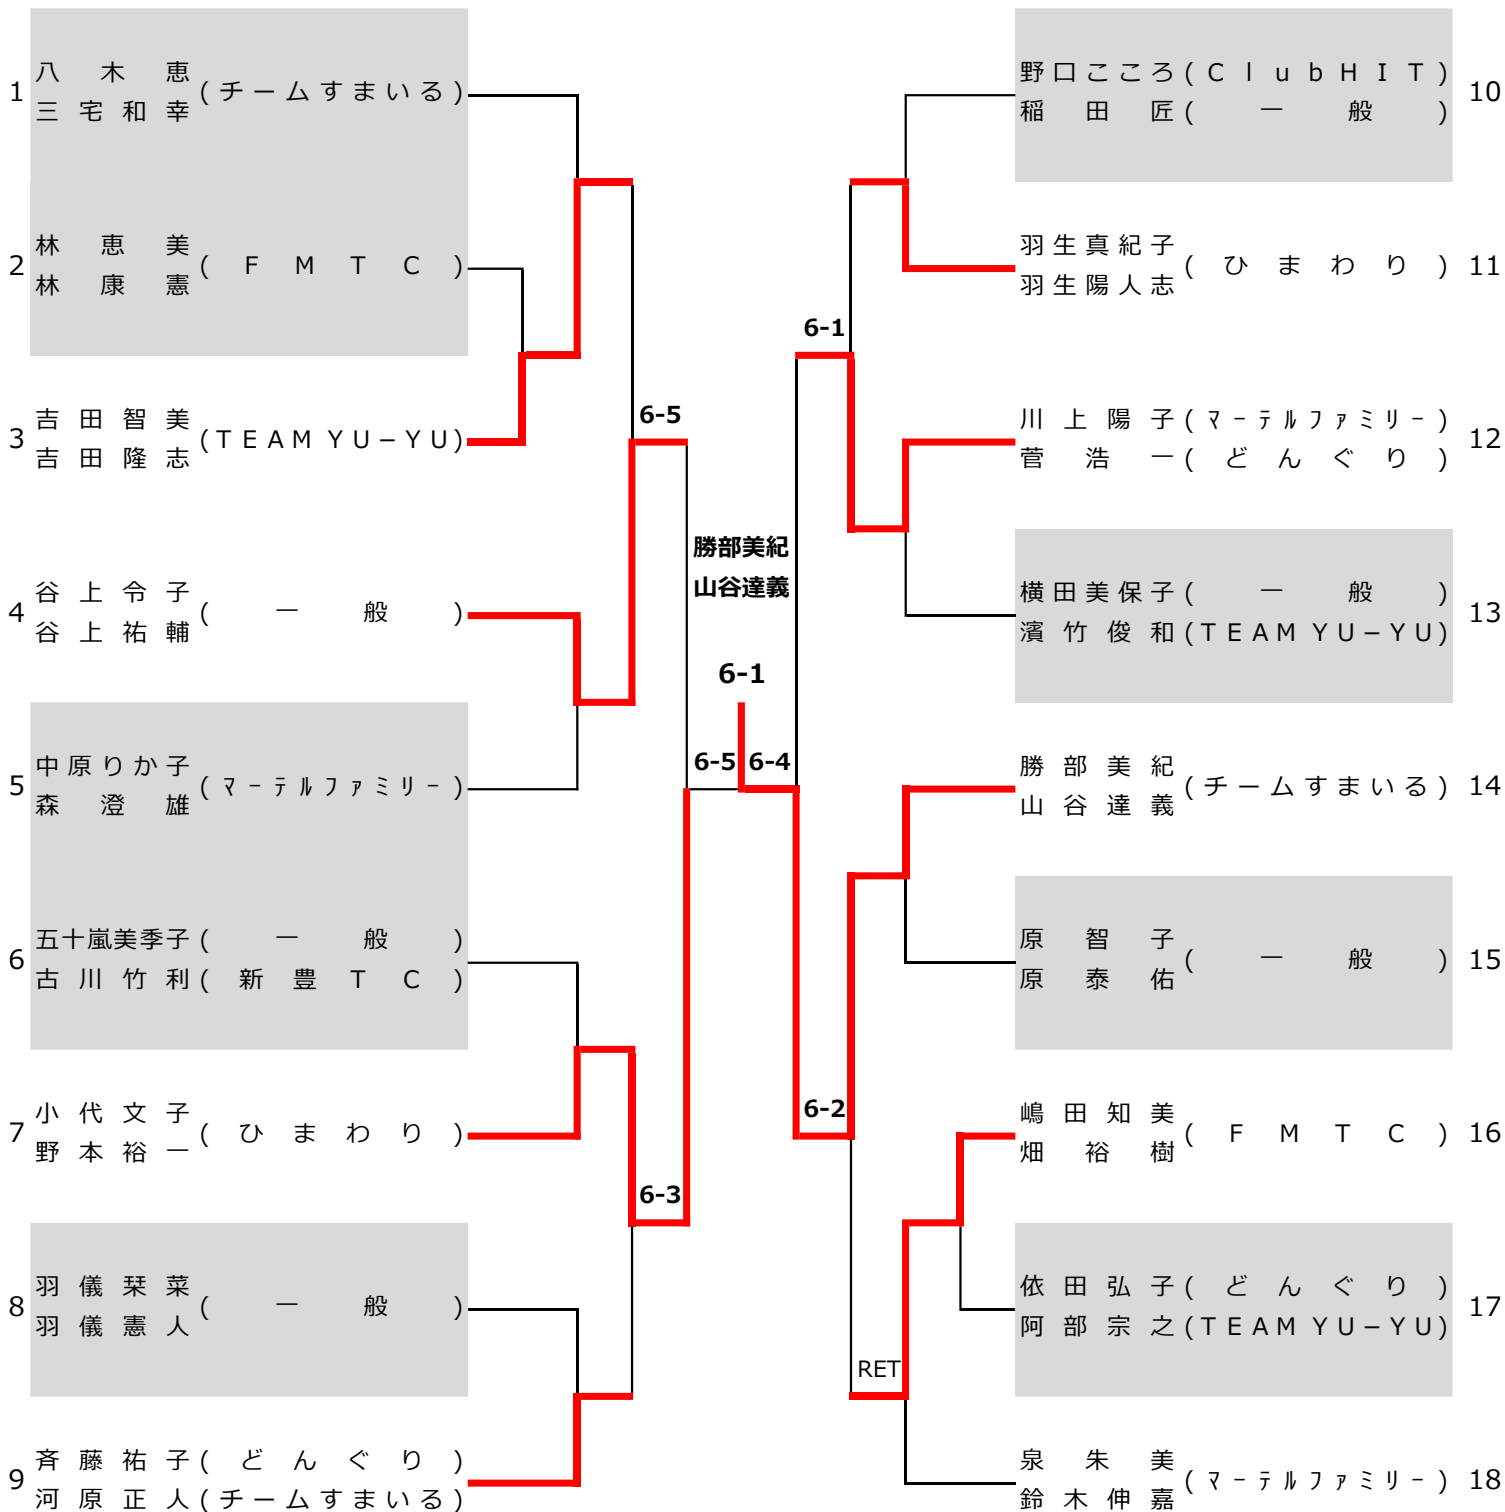 1 八木恵 (チームすまいる)
三宅和幸
2 林恵美 (FMTC)
林康憲
3 吉田智美 (TEAM YU−YU)
吉田隆志
4 谷上令子 (一般)
谷上祐輔
5 中原りか子 (ﾏｰﾃﾙﾌｧﾐﾘｰ)
森澄雄
6 五十嵐美季子 (一般)
古川竹利 (新豊TC)
7 小代文子 (ひまわり)
野本裕一
8 羽儀栞菜 (一般)
羽儀憲人
9 斉藤祐子 (どんぐり)
河原正人 (チームすまいる)
6-5
6-3
勝部美紀
山谷達義
6-1
6-5 6-4
6-1
6-2
RET
野口こころ (ClubHIT) 10
稲田匠 (一般)
羽生真紀子 (ひまわり) 11
羽生陽人志
川上陽子 (ﾏｰﾃﾙﾌｧﾐﾘｰ) 12
菅浩一 (どんぐり)
横田美保子 (一般) 13
濱竹俊和 (TEAM YU−YU)
勝部美紀 (チームすまいる) 14
山谷達義
原智子 (一般) 15
原泰佑
嶋田知美 (FMTC) 16
畑裕樹
依田弘子 (どんぐり) 17
阿部宗之 (TEAM YU−YU)
泉朱美 (ﾏｰﾃﾙﾌｧﾐﾘｰ) 18
鈴木伸嘉